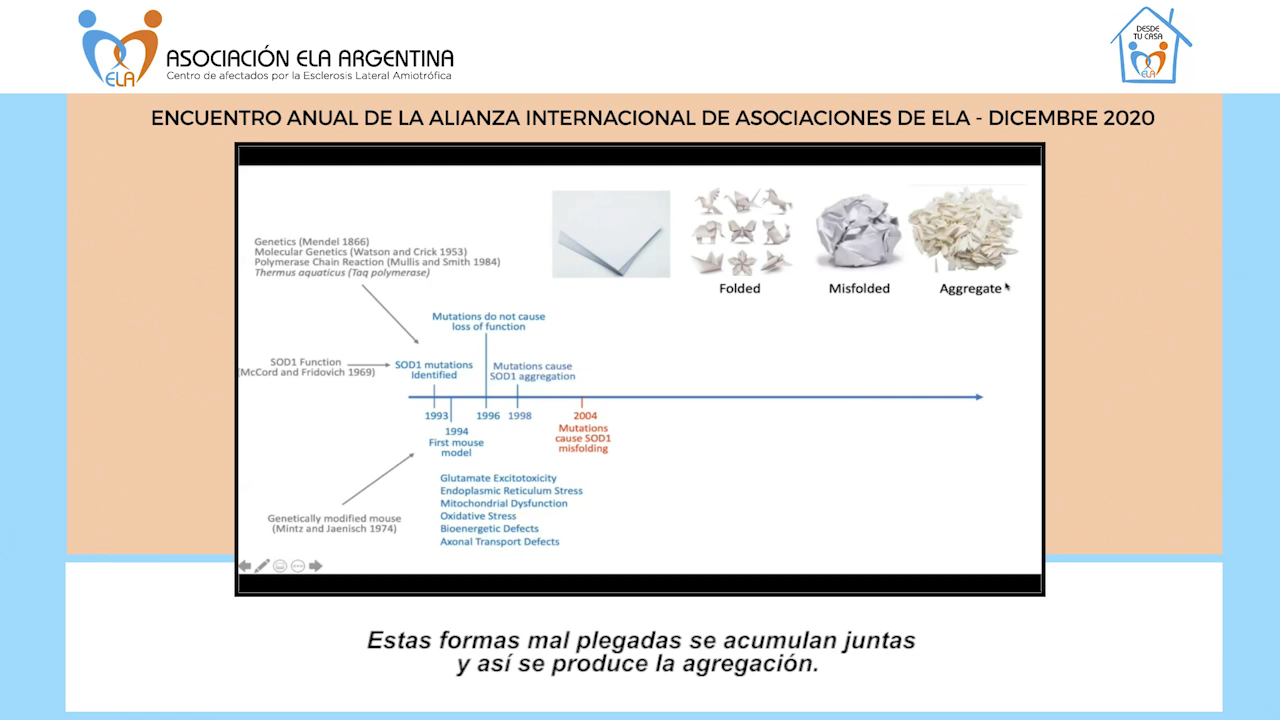 ELA
ASOCIACIÓN ELA ARGENTINA
Centro de afectados por la Esclerosis Lateral Amiotrófica
DESDE
TU CASA
ELA
ENCUENTRO ANUAL DE LA ALIANZA INTERNACIONAL DE ASOCIACIONES DE ELA - DICEMBRE 2020
Folded
Misfolded
Aggregate
Genetics (Mendel 1866)
Molecular Genetics (Watson and Crick 1953)
Polymerase Chain Reaction (Mullis and Smith 1984)
Thermus aquaticus (Taq polymerase)
Mutations do not cause
loss of function
SOD1 Function
(McCord and Fridovich 1969)
SOD1 mutations
Identified
Mutations cause
SOD1 aggregation
1993
1996
1998
2004
1994
First mouse
model
Mutations
cause SOD1
misfolding
Glutamate Excitotoxicity
Endoplasmic Reticulum Stress
Mitochondrial Dysfunction
Oxidative Stress
Bioenergetic Defects
Axonal Transport Defects
Genetically modified mouse
(Mintz and Jaenisch 1974)
Estas formas mal plegadas se acumulan juntas
y así se produce la agregación.